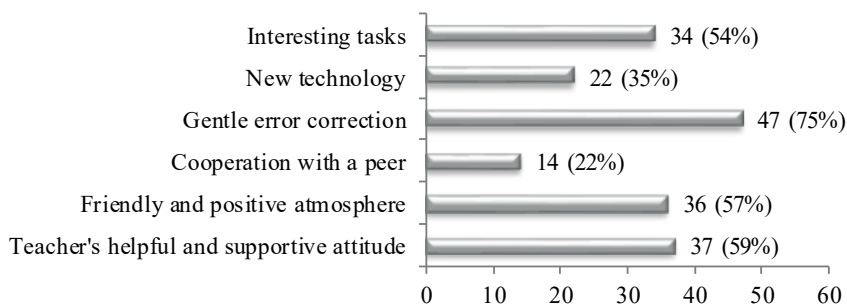 Interesting tasks 34 (54%)
New technology 22 (35%)
Gentle error correction 47 (75%)
Cooperation with a peer 14 (22%)
Friendly and positive atmosphere 36 (57%)
Teacher's helpful and supportive attitude 37 (59%)
0 10 20 30 40 50 60